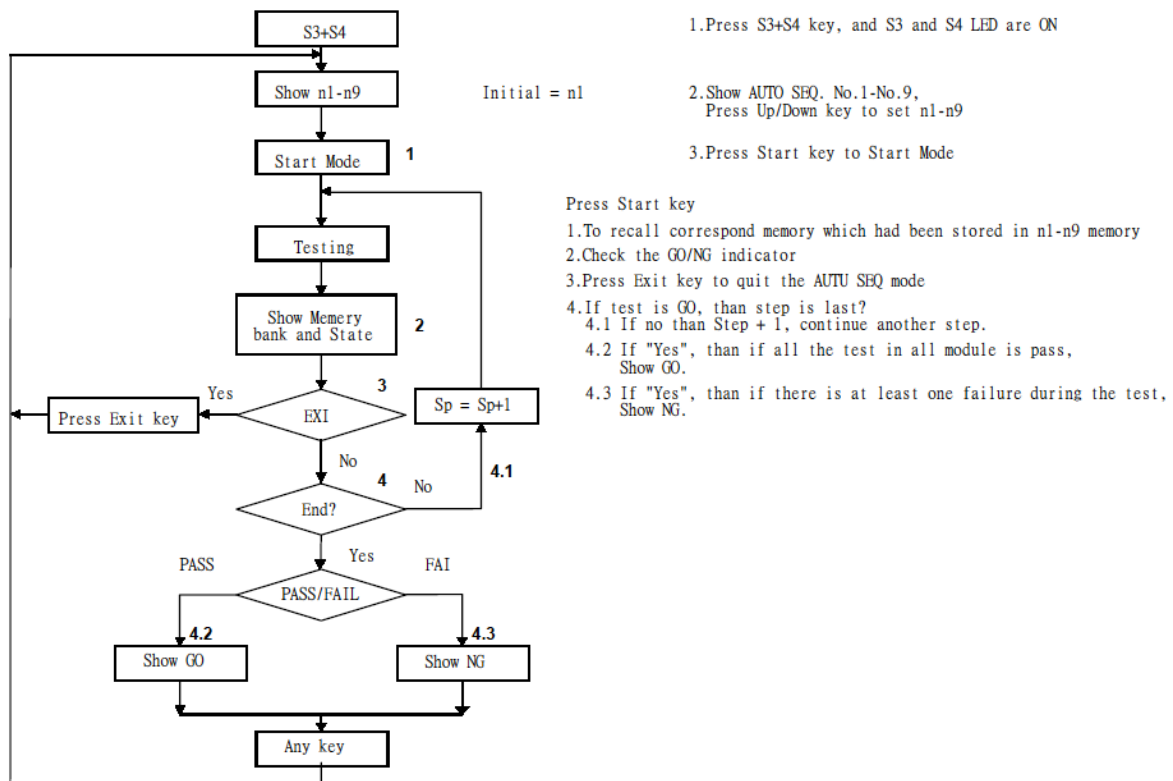 S3+S4
1.Press S3+S4 key, and S3 and S4 LED are ON
Show n1-n9
Initial = n1
2.Show AUTO SEQ. No.1-No.9,
Press Up/Down key to set n1-n9
Start Mode
1
3.Press Start key to Start Mode
Press Start key
1.To recall correspond memory which had been stored in n1-n9 memory
Testing
2.Check the GO/NG indicator
3.Press Exit key to quit the AUTU SEQ mode
4.If test is GO, than step is last?
4.1 If no than Step + 1, continue another step.
4.2 If "Yes", than if all the test in all module is pass,
Show GO.
4.3 If "Yes", than if there is at least one failure during the test,
Show NG.
Show Memery
bank and State
2
3
Yes
Press Exit key
EXI
Sp = Sp+1
No
4
No
4.1
End?
Yes
PASS
FAI
PASS/FAIL
4.2
4.3
Show GO
Show NG
Any key